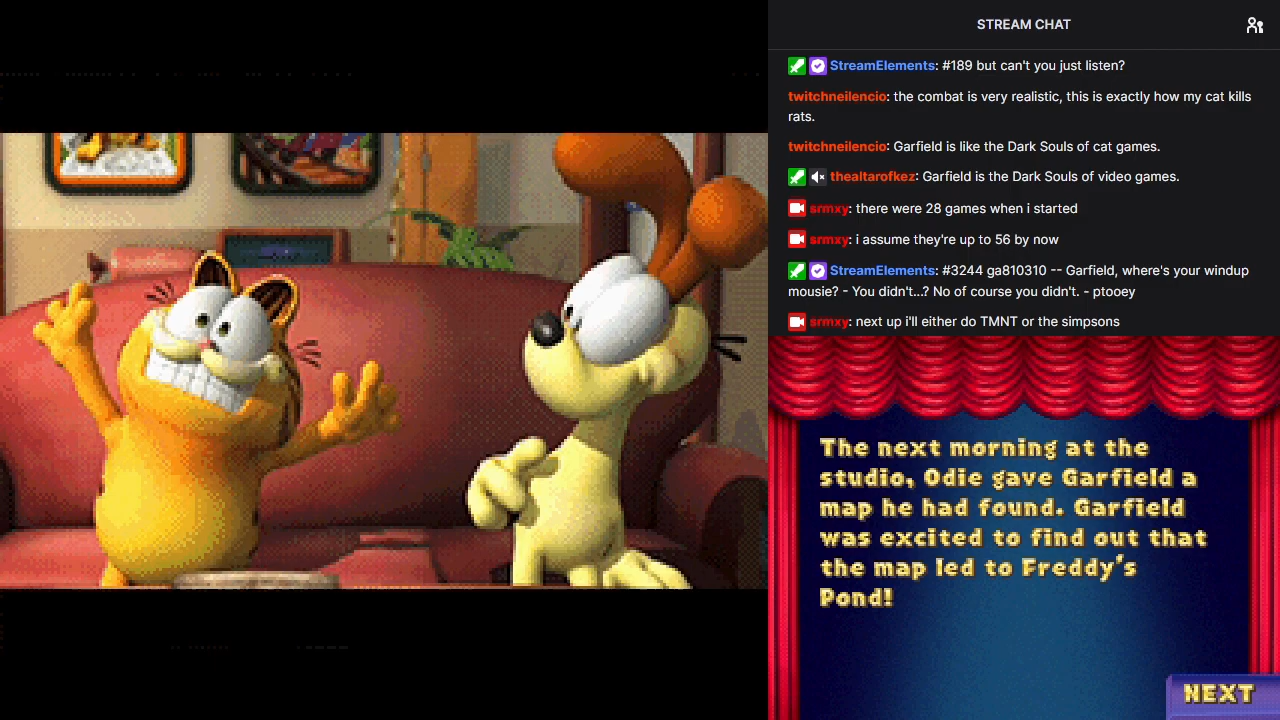 STREAM CHAT
StreamElements: #189 but can't you just listen?
twitchneilencio: the combat is very realistic, this is exactly how my cat kills
rats.
twitchneilencio: Garfield is like the Dark Souls of cat games.
thealtarofkez: Garfield is the Dark Souls of video games.
srmxy: there were 28 games when i started
srmxy: i assume they're up to 56 by now
StreamElements: #3244 ga810310 -- Garfield, where's your windup
mousie? - You didn't...? No of course you didn't. - ptooey
srmxy: next up i'll either do TMNT or the simpsons
The next morning at the
studio, Odie gave Garfield a
map he had found. Garfield
was excited to find out that
the map led to Freddy's
Pond!
NEXT